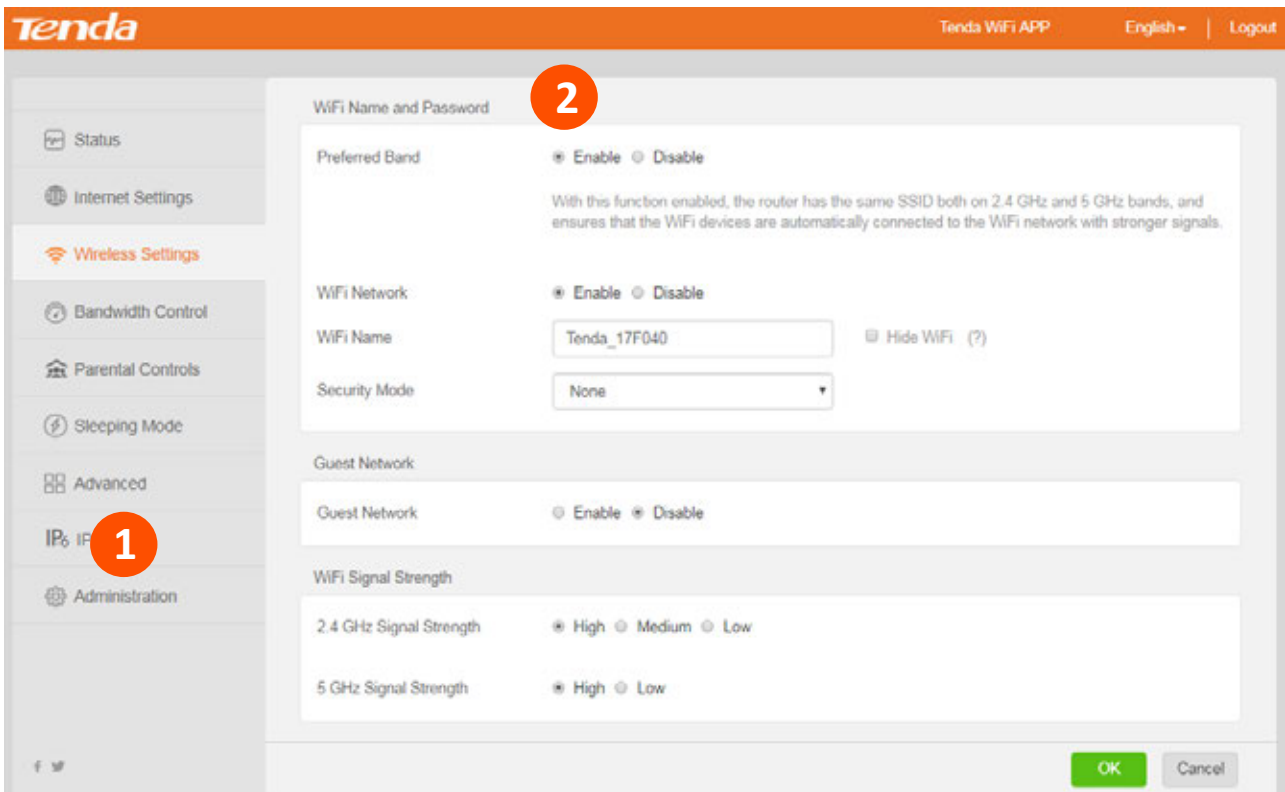 Tenda
Tenda WiFi APP English | Logout
2
WiFi Name and Password
Status
Preferred Band Enable Disable
Internet Settings
With this function enabled, the router has the same SSID both on 2.4 GHz and 5 GHz bands, and
ensures that the WiFi devices are automatically connected to the WiFi network with stronger signals.
Wireless Settings
WiFi Network Enable Disable
Bandwidth Control
WiFi Name Tenda_17F040 Hide WiFi (?)
Parental Controls
Security Mode None
Sleeping Mode
Guest Network
Advanced
Guest Network Enable Disable
IP6 IP
1
WiFi Signal Strength
Administration
2.4 GHz Signal Strength High Medium Low
5 GHz Signal Strength High Low
OK Cancel